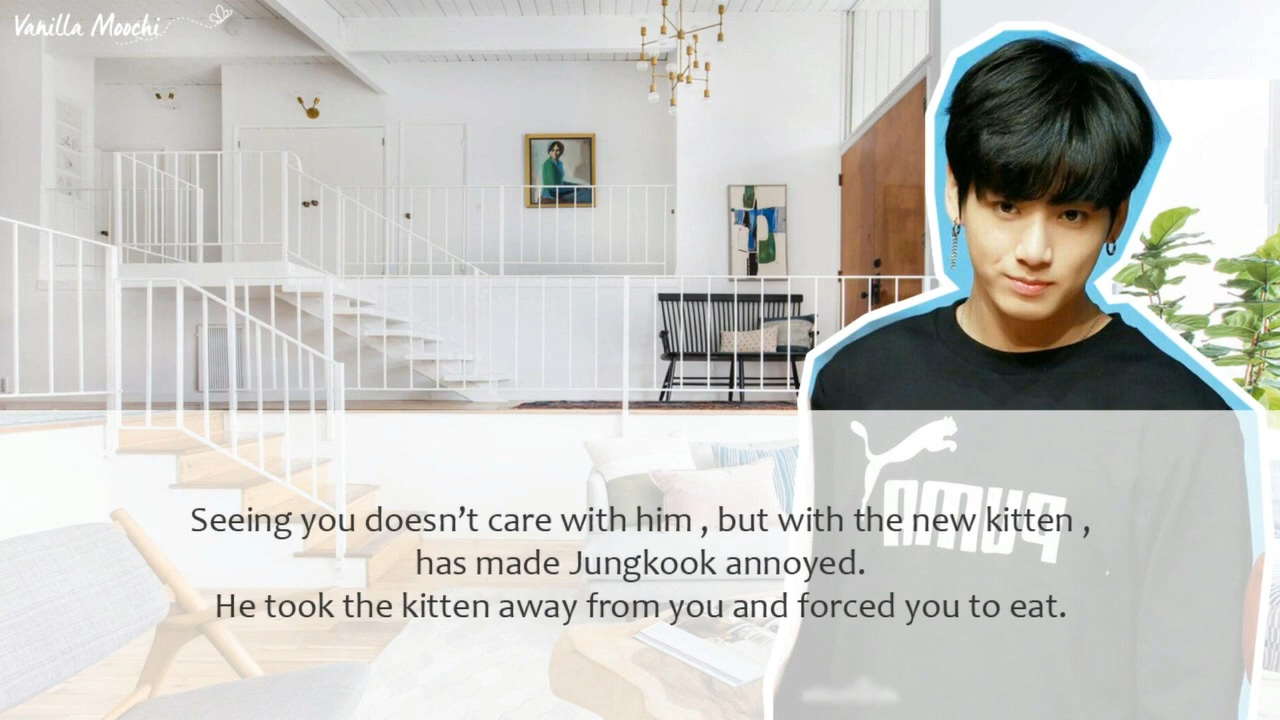 Vanilla Moochi
PUMA
Seeing you doesn’t care with him , but with the new kitten ,
has made Jungkook annoyed.
He took the kitten away from you and forced you to eat.